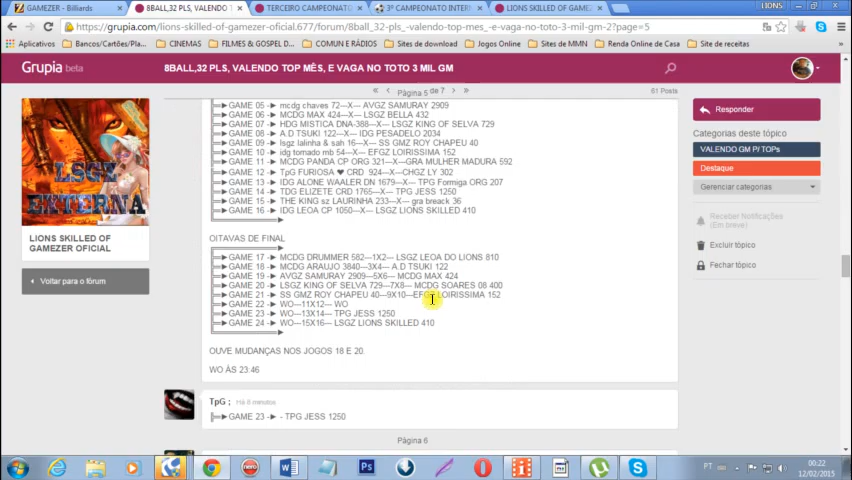 GAMEZER - Billiards
8BALL,32 PLS, VALENDO T
TERCEIRO CAMPEONATO
3º CAMPEONATO INTERN
LIONS SKILLED OF GAMEZ
LIONS
https://grupia.com/lions-skilled-of-gamezer-oficial.677/forum/8ball_32-pls_-valendo-top-mes_-e-vaga-no-toto-3-mil-gm-2?page=5
Aplicativos
Bancos/Cartões/Pla...
CINEMAS
FILMES & GOSPEL D...
COMUN E RÁDIOS
Sites de download
Jogos Online
Sites de MMN
Renda Online de Casa
Site de receitas
Grupia beta
8BALL,32 PLS, VALENDO TOP MÊS, E VAGA NO TOTO 3 MIL GM
Página 5 de 7
61 Posts
GAME 05 -► mcdg chaves 72---X--- AVGZ SAMURAY 2909
GAME 06 -► MCDG MAX 424---X--- LSGZ BELLA 432
GAME 07 -► HDG MISTICA DNA-388---X--- LSGZ KING OF SELVA 729
GAME 08 -► A.D TSUKI 122---X--- IDG PESADELO 2034
GAME 09 -► lsgz lalinha & sah 16---X--- SS GMZ ROY CHAPEU 40
GAME 10 -► idg tornado mb 54---X--- EFGZ LOIRISSIMA 152
GAME 11 -► MCDG PANDA CP ORG 321---X---GRA MULHER MADURA 592
GAME 12 -► TpG FURIOSA ♥ CRD 924---X---CHGZ LY 302
GAME 13 -► IDG ALONE WAALER DN 1679---X--- TPG Formiga ORG 207
GAME 14 -► TDG ELIZETE CRD 1765---X--- TPG JESS 1250
GAME 15 -► THE KING sz LAURINHA 233---X--- gra breack 36
GAME 16 -► IDG LEOA CP 1050---X--- LSGZ LIONS SKILLED 410
OITAVAS DE FINAL
GAME 17 -► MCDG DRUMMER 582---1X2--- LSGZ LEOA DO LIONS 810
GAME 18 -► MCDG ARAUJO 3840---3X4--- A.D TSUKI 122
GAME 19 -► AVGZ SAMURAY 2909---5X6--- MCDG MAX 424
GAME 20 -► LSGZ KING OF SELVA 729---7X8--- MCDG SOARES 08 400
GAME 21 -► SS GMZ ROY CHAPEU 40---9X10---EFGZ LOIRISSIMA 152
GAME 22 -► WO---11X12--- WO
GAME 23 -► WO---13X14--- TPG JESS 1250
GAME 24 -► WO---15X16--- LSGZ LIONS SKILLED 410
OUVE MUDANÇAS NOS JOGOS 18 E 20.
WO ÀS 23:46
TpG ; Há 8 minutos
GAME 23 -► - TPG JESS 1250
Página 6
LSGZ
EXTERNA
LIONS SKILLED OF
GAMEZER OFICIAL
Voltar para o fórum
Responder
Categorias deste tópico
VALENDO GM P/ TOPs
Destaque
Gerenciar categorias
Receber Notificações
(Em breve)
Excluir tópico
Fechar tópico
PT
00:22
12/02/2015